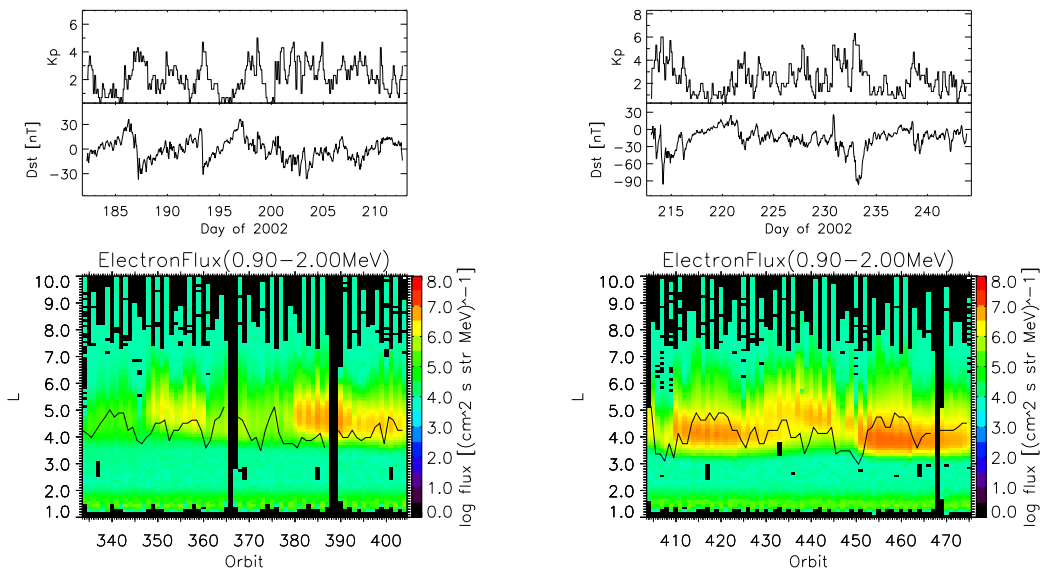 6
4
2
Kp
30
0
−30
Dst [nT]
185 190 195 200 205 210
Day of 2002
8
6
4
2
Kp
30
0
−30
−60
−90
Dst [nT]
215 220 225 230 235 240
Day of 2002
ElectronFlux(0.90−2.00MeV)
10.0
9.0
8.0
7.0
6.0
5.0
4.0
3.0
2.0
1.0
L
340 350 360 370 380 390 400
Orbit
8.0
7.0
6.0
5.0
4.0
3.0
2.0
1.0
0.0
log flux [(cm^2 s str MeV)^−1]
ElectronFlux(0.90−2.00MeV)
10.0
9.0
8.0
7.0
6.0
5.0
4.0
3.0
2.0
1.0
L
410 420 430 440 450 460 470
Orbit
8.0
7.0
6.0
5.0
4.0
3.0
2.0
1.0
0.0
log flux [(cm^2 s str MeV)^−1]